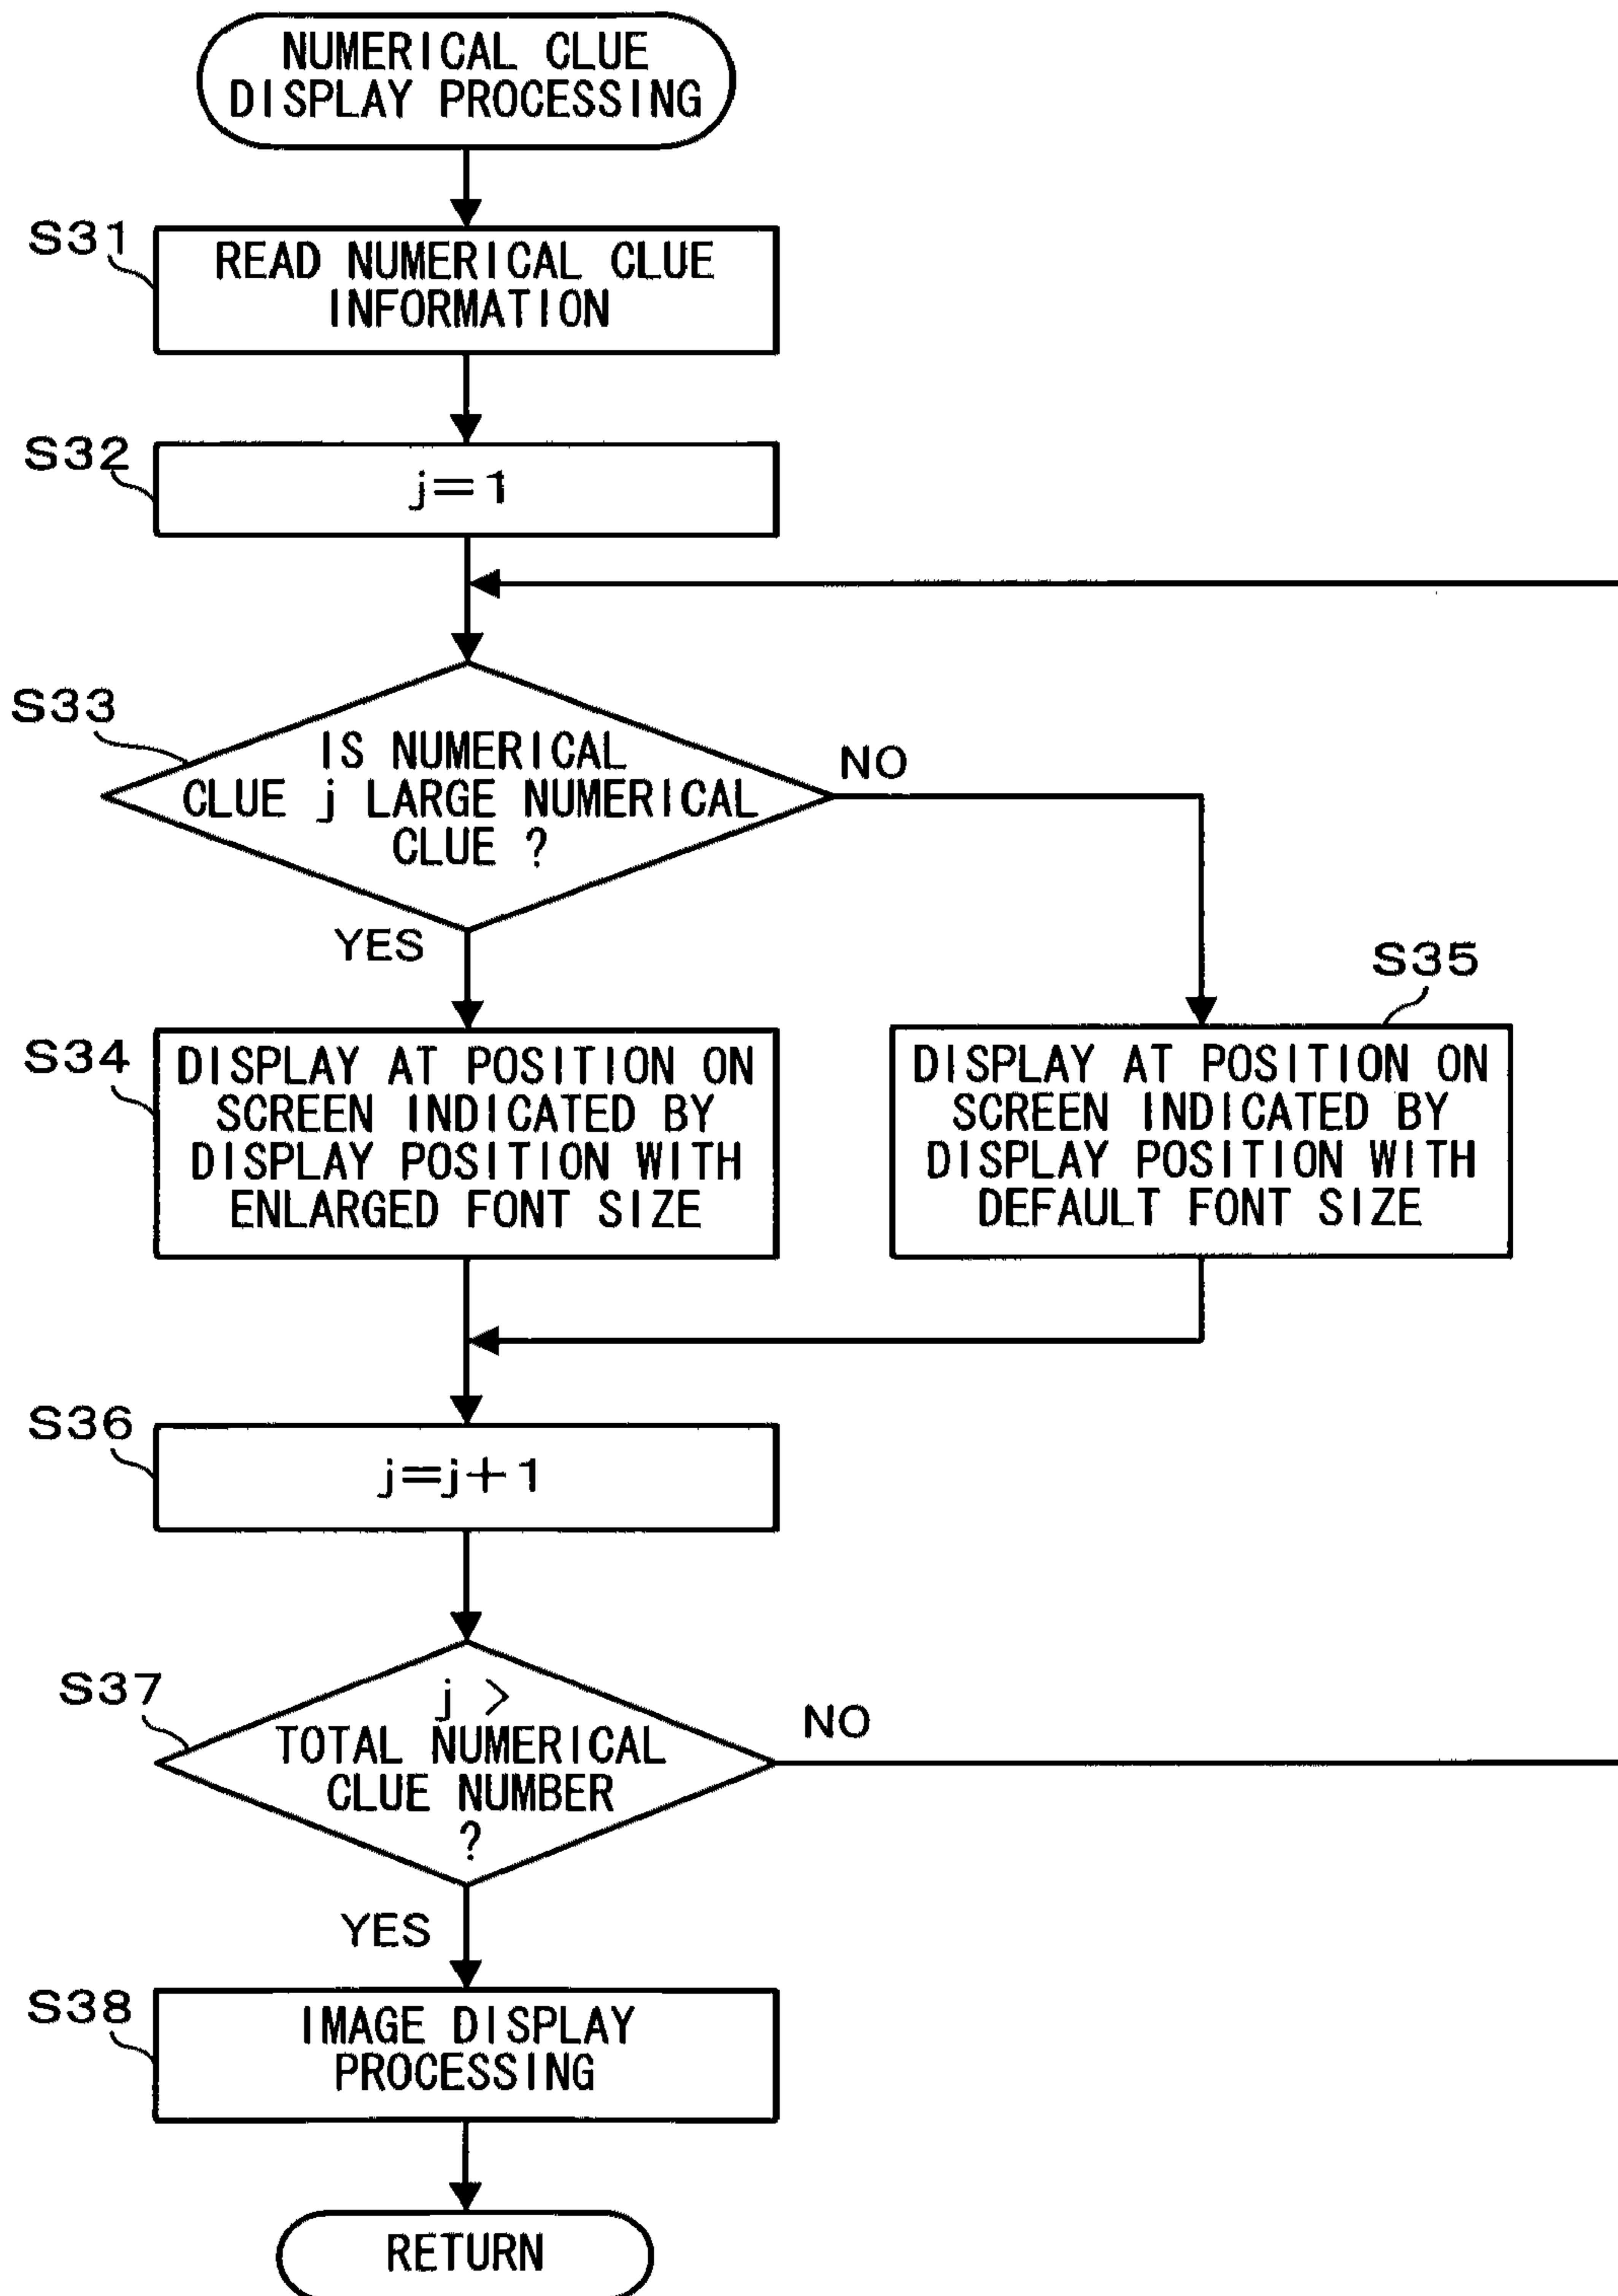 NUMERICAL CLUE
DISPLAY PROCESSING
S31
READ NUMERICAL CLUE
INFORMATION
S32
j=1
S33
IS NUMERICAL
CLUE j LARGE NUMERICAL
CLUE ?
NO
YES
S35
S34
DISPLAY AT POSITION ON
SCREEN INDICATED BY
DISPLAY POSITION WITH
ENLARGED FONT SIZE
DISPLAY AT POSITION ON
SCREEN INDICATED BY
DISPLAY POSITION WITH
DEFAULT FONT SIZE
S36
j=j+1
S37
j >
TOTAL NUMERICAL
CLUE NUMBER
?
NO
YES
S38
IMAGE DISPLAY
PROCESSING
RETURN